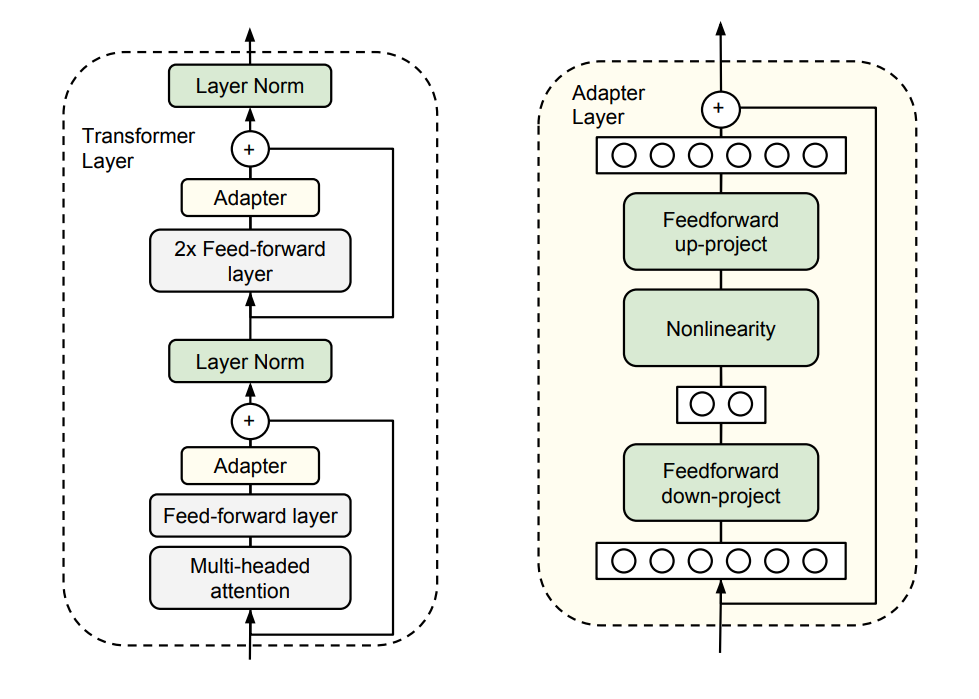 Transformer
Layer
Layer Norm
+
Adapter
2x Feed-forward
layer
Layer Norm
+
Adapter
Feed-forward layer
Multi-headed
attention
Adapter
Layer
+
Feedforward
up-project
Nonlinearity
Feedforward
down-project